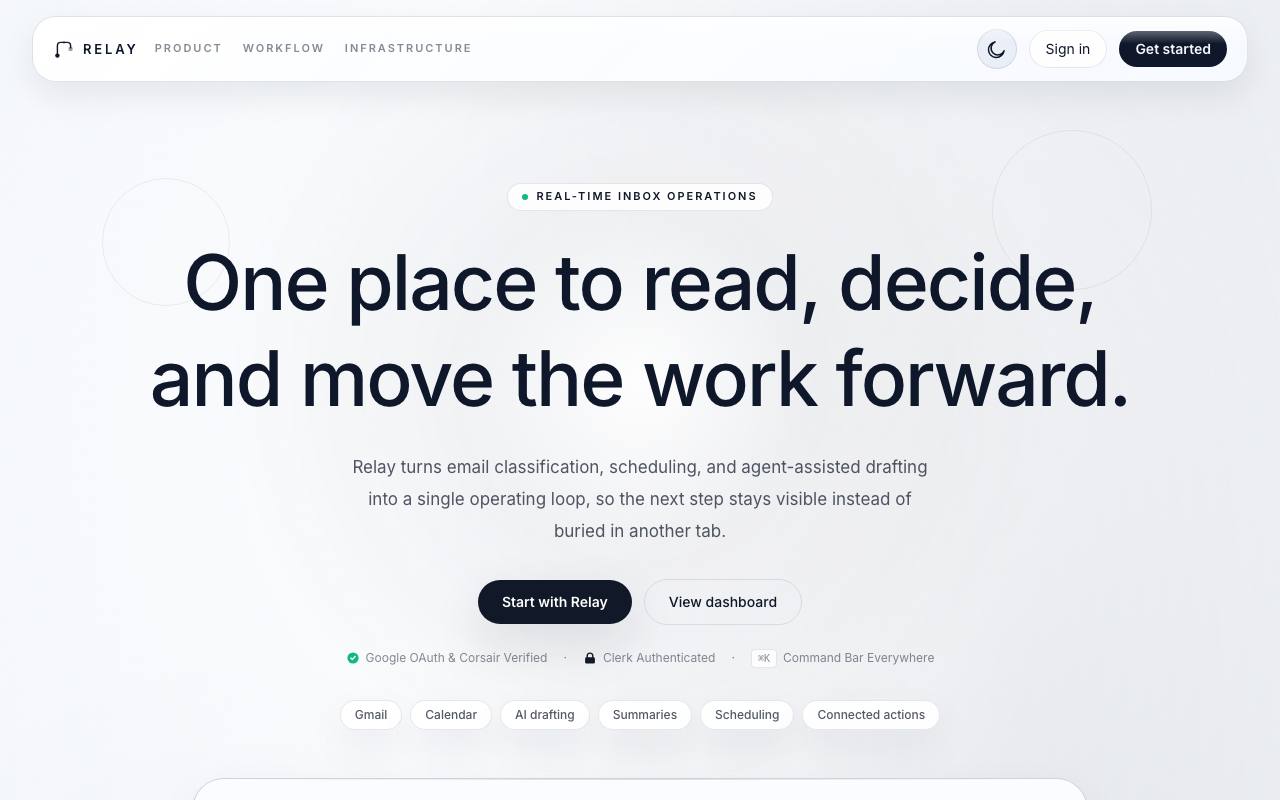 RELAY PRODUCT WORKFLOW INFRASTRUCTURE Sign in Get started
REAL-TIME INBOX OPERATIONS
One place to read, decide,
and move the work forward.
Relay turns email classification, scheduling, and agent-assisted drafting
into a single operating loop, so the next step stays visible instead of
buried in another tab.
Start with Relay View dashboard
Google OAuth & Corsair Verified · Clerk Authenticated · ⌘K Command Bar Everywhere
Gmail Calendar AI drafting Summaries Scheduling Connected actions